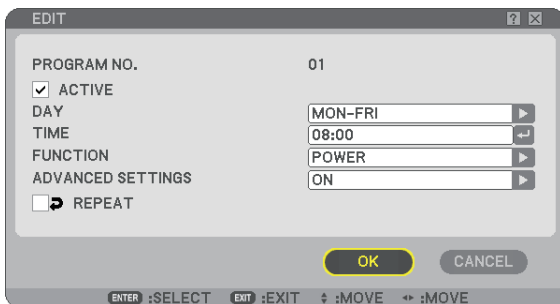 EDIT
PROGRAM NO. 01
ACTIVE
DAY MON-FRI
TIME 08:00
FUNCTION POWER
ADVANCED SETTINGS ON
REPEAT
OK CANCEL
ENTER :SELECT EXIT :EXIT :MOVE :MOVE